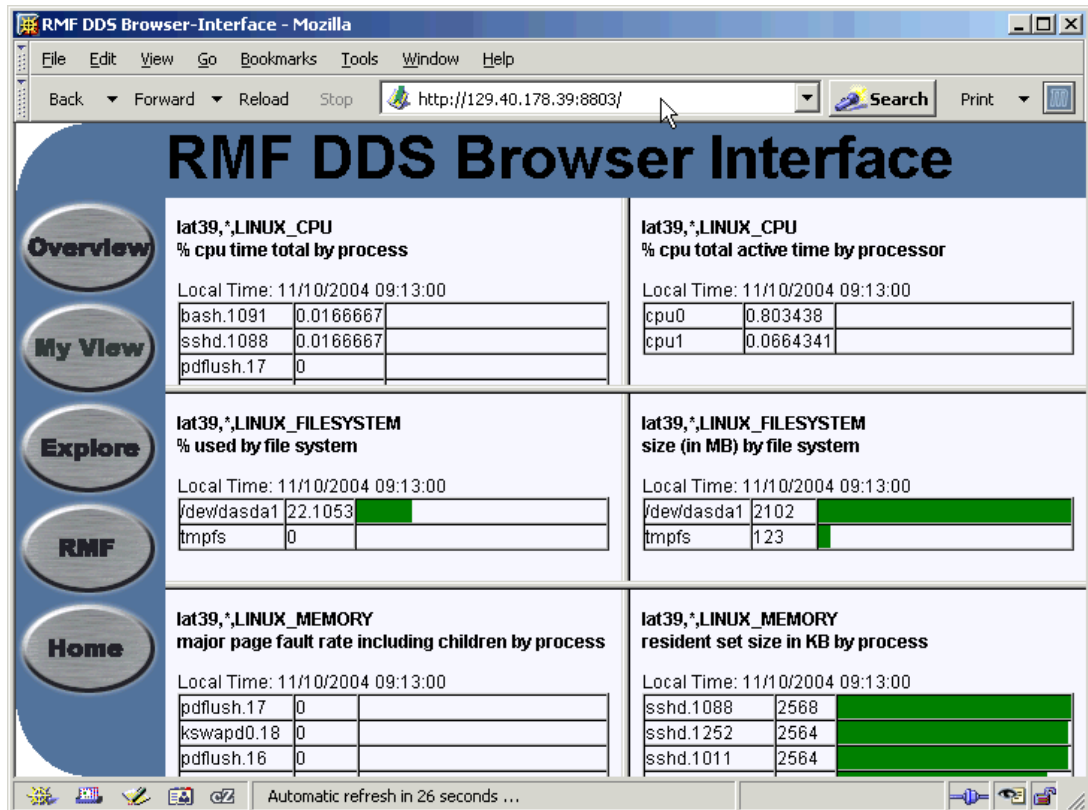 RMF DDS Browser-Interface - Mozilla
File Edit View Go Bookmarks Tools Window Help
Back Forward Reload Stop http://129.40.178.39:8803/ Search Print
RMF DDS Browser Interface
Overview
My View
Explore
RMF
Home
lat39,*,LINUX_CPU
% cpu time total by process
Local Time: 11/10/2004 09:13:00
bash.1091 0.0166667
sshd.1088 0.0166667
pdflush.17 0
lat39,*,LINUX_CPU
% cpu total active time by processor
Local Time: 11/10/2004 09:13:00
cpu0 0.803438
cpu1 0.0664341
lat39,*,LINUX_FILESYSTEM
% used by file system
Local Time: 11/10/2004 09:13:00
/dev/dasda1 22.1053
tmpfs 0
lat39,*,LINUX_FILESYSTEM
size (in MB) by file system
Local Time: 11/10/2004 09:13:00
/dev/dasda1 2102
tmpfs 123
lat39,*,LINUX_MEMORY
major page fault rate including children by process
Local Time: 11/10/2004 09:13:00
pdflush.17 0
kswapd0.18 0
pdflush.16 0
lat39,*,LINUX_MEMORY
resident set size in KB by process
Local Time: 11/10/2004 09:13:00
sshd.1088 2568
sshd.1252 2564
sshd.1011 2564
Automatic refresh in 26 seconds ...